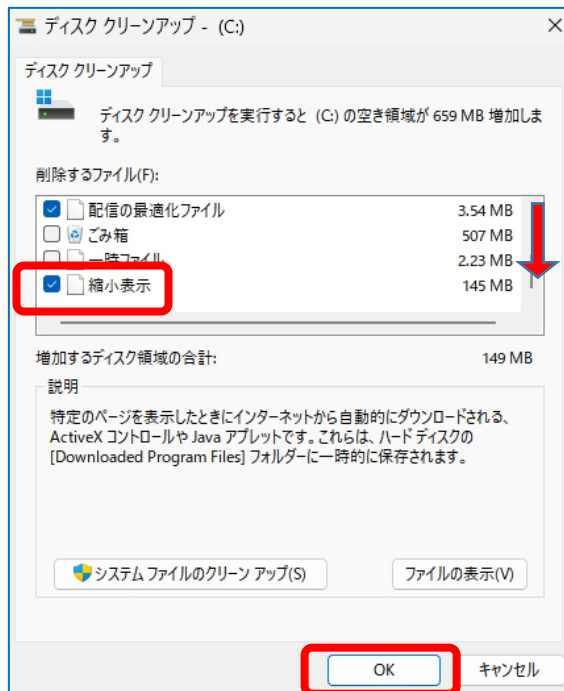 ディスク クリーンアップ - (C:)
ディスク クリーンアップ
ディスク クリーンアップを実行すると (C:) の空き領域が 659 MB 増加しま
す。
削除するファイル(F):
配信の最適化ファイル 3.54 MB
ごみ箱 507 MB
一時ファイル 2.23 MB
縮小表示 145 MB
増加するディスク領域の合計: 149 MB
説明
特定のページを表示したときにインターネットから自動的にダウンロードされる、
ActiveX コントロールや Java アプレットです。これらは、ハード ディスクの
[Downloaded Program Files] フォルダーに一時的に保存されます。
システム ファイルのクリーン アップ(S) ファイルの表示(V)
OK キャンセル